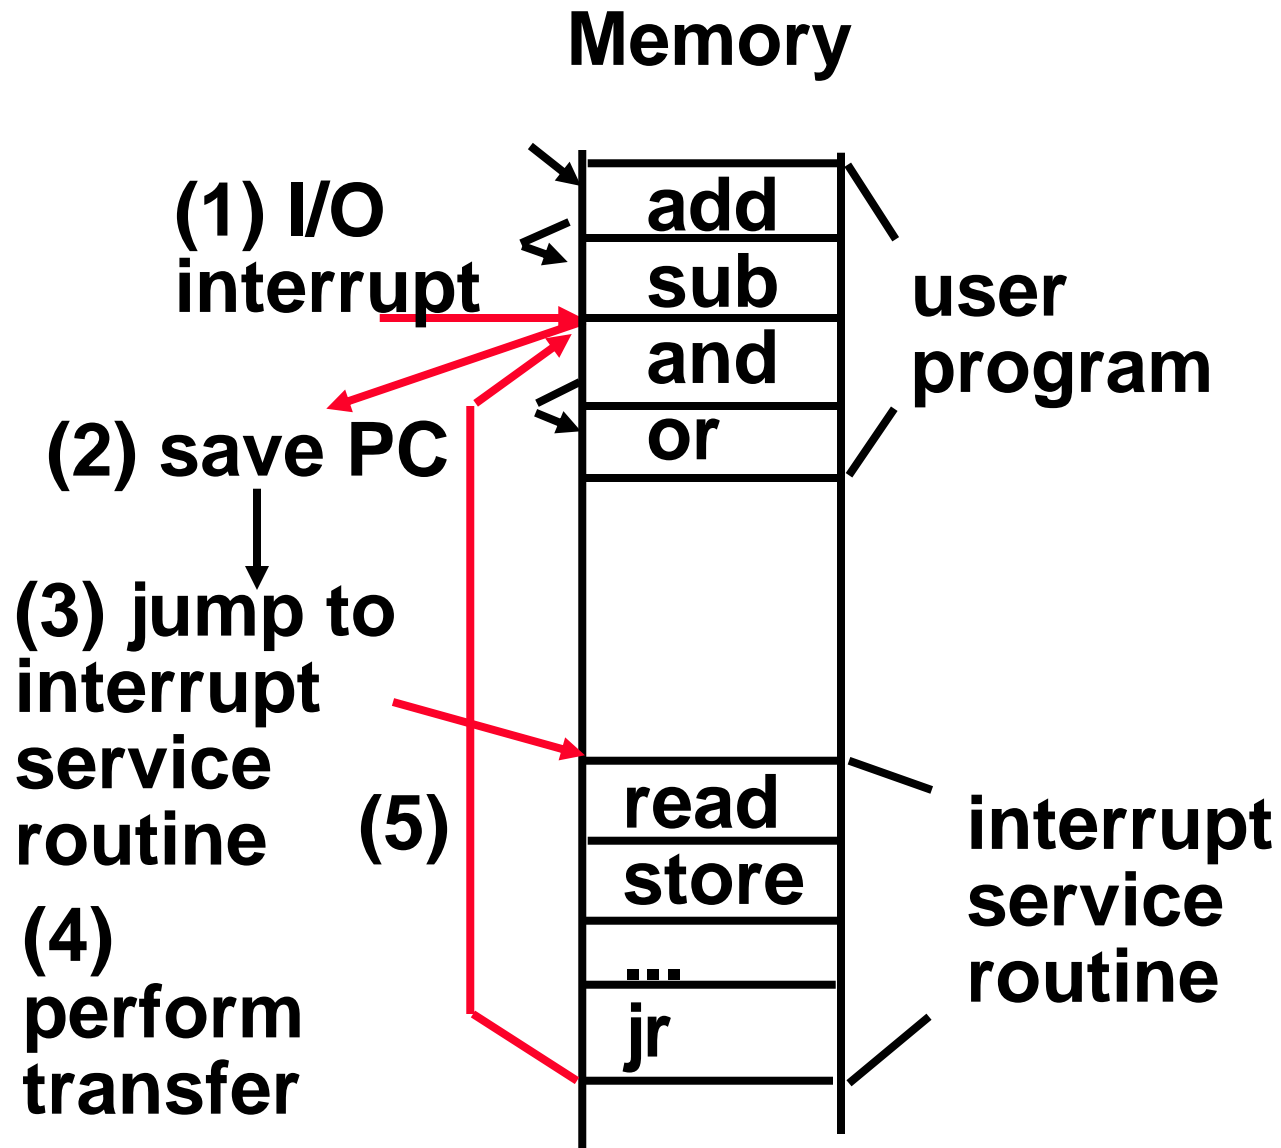 Memory
(1) I/O
interrupt
(2) save PC
(3) jump to
interrupt
service
routine
(4)
perform
transfer
(5)
add
sub
and
or
read
store
...
jr
user
program
interrupt
service
routine